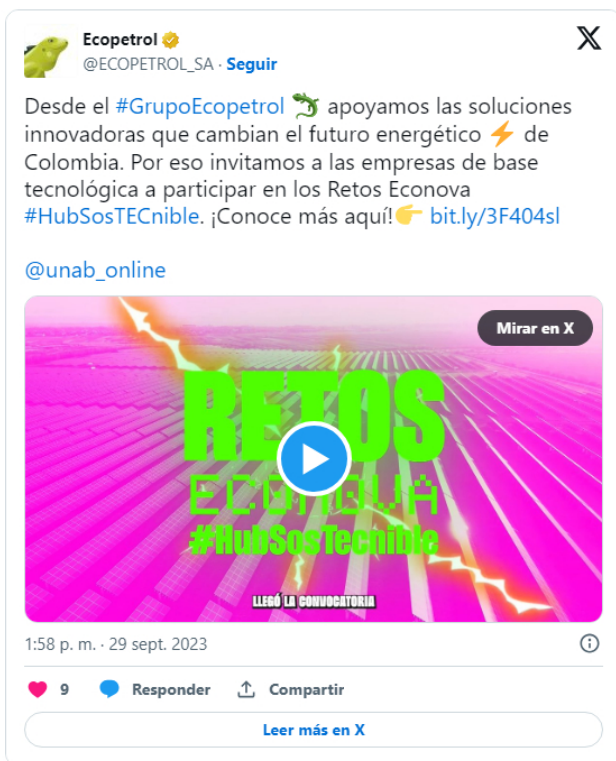 Ecopetrol
@ECOPETROL_SA · Seguir
Desde el #GrupoEcopetrol 🦎 apoyamos las soluciones
innovadoras que cambian el futuro energético ⚡ de
Colombia. Por eso invitamos a las empresas de base
tecnológica a participar en los Retos Econova
#HubSosTECnible. ¡Conoce más aquí!👉 bit.ly/3F404sl
@unab_online
Mirar en X
RETOS
ECONOVA
#HubSosTecnible
LLEGÓ LA CONVOCATORIA
1:58 p. m. · 29 sept. 2023
9 Responder Compartir
Leer más en X